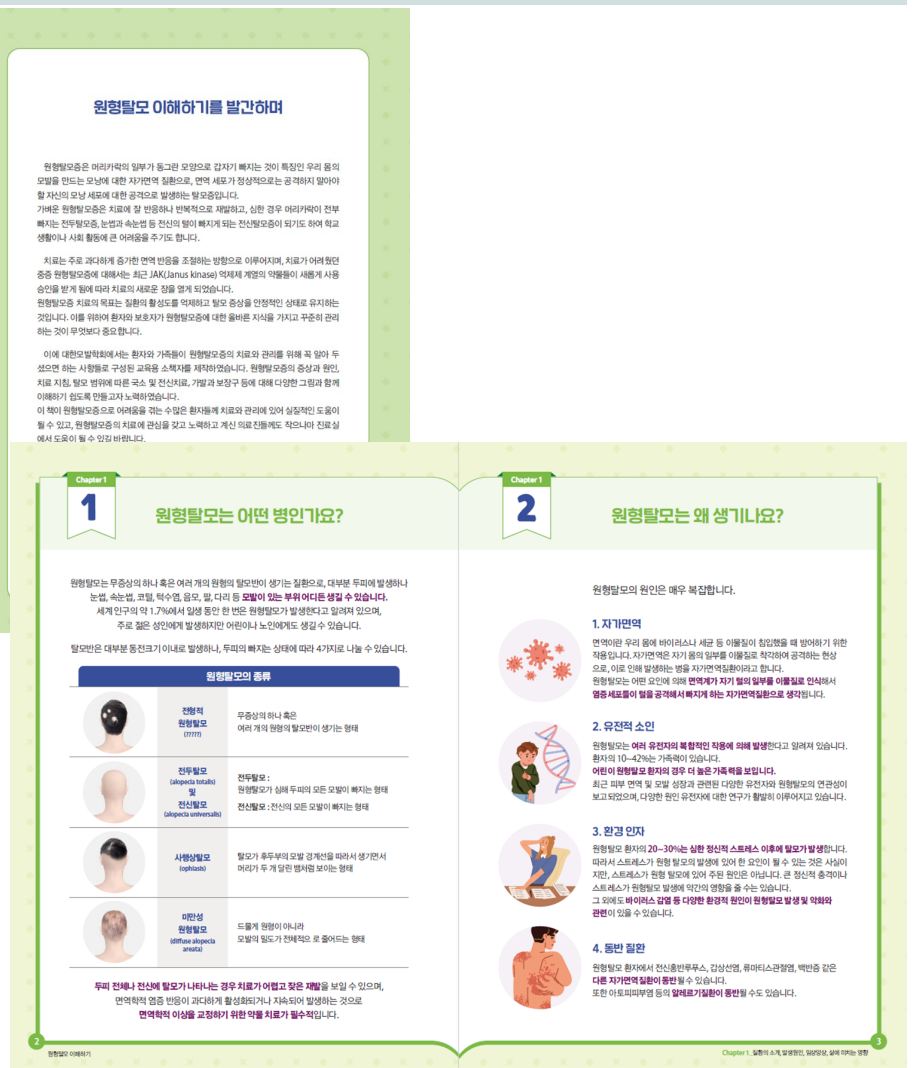 원형탈모 이해하기를 발간하며
원형탈모증은 머리카락의 일부가 동그란 모양으로 갑자기 빠지는 것이 특징인 우리 몸의
모발을 만드는 모낭에 대한 자가면역 질환으로, 면역 세포가 정상적으로는 공격하지 말아야
할 자신의 모낭 세포에 대한 공격으로 발생하는 탈모증입니다.
가벼운 원형탈모증은 치료에 잘 반응하나 반복적으로 재발하고, 심한 경우 머리카락이 전부
빠지는 전두탈모증, 눈썹과 속눈썹 등 전신의 털이 빠지게 되는 전신탈모증이 되기도 하여 학교
생활이나 사회 활동에 큰 어려움을 주기도 합니다.
치료는 주로 과다하게 증가한 면역 반응을 조절하는 방향으로 이루어지며, 치료가 어려웠던
중증 원형탈모증에 대해서는 최근 JAK(Janus kinase) 억제제 계열의 약물들이 새롭게 사용
승인을 받게 됨에 따라 치료의 새로운 장을 열게 되었습니다.
원형탈모증 치료의 목표는 질환의 활성도를 억제하고 탈모 증상을 안정적인 상태로 유지하는
것입니다. 이를 위하여 환자와 보호자가 원형탈모증에 대한 올바른 지식을 가지고 꾸준히 관리
하는 것이 무엇보다 중요합니다.
이에 대한모발학회에서는 환자와 가족들이 원형탈모증의 치료와 관리를 위해 꼭 알아 두
셨으면 하는 사항들로 구성된 교육용 소책자를 제작하였습니다. 원형탈모증의 증상과 원인,
치료 지침, 탈모 범위에 따른 국소 및 전신치료, 가발과 보장구 등에 대해 다양한 그림과 함께
이해하기 쉽도록 만들고자 노력하였습니다.
이 책이 원형탈모증으로 어려움을 겪는 수많은 환자들께 치료와 관리에 있어 실질적인 도움이
될 수 있고, 원형탈모증의 치료에 관심을 갖고 노력하고 계신 의료진들께도 작으나마 진료실
에서 도움이 될 수 있길 바랍니다.
Chapter 1
1
원형탈모는 어떤 병인가요?
원형탈모는 무증상의 하나 혹은 여러 개의 원형의 탈모반이 생기는 질환으로, 대부분 두피에 발생하나
눈썹, 속눈썹, 코털, 턱수염, 음모, 팔, 다리 등 모발이 있는 부위 어디든 생길 수 있습니다.
세계 인구의 약 1.7%에서 일생 동안 한 번은 원형탈모가 발생한다고 알려져 있으며,
주로 젊은 성인에게 발생하지만 어린이나 노인에게도 생길 수 있습니다.
탈모반은 대부분 동전크기 이내로 발생하나, 두피의 빠지는 상태에 따라 4가지로 나눌 수 있습니다.
원형탈모의 종류
전형적
원형탈모
(?????)
무증상의 하나 혹은
여러 개의 원형의 탈모반이 생기는 형태
전두탈모
(alopecia totalis)
및
전신탈모
(alopecia universalis)
전두탈모 :
원형탈모가 심해 두피의 모든 모발이 빠지는 형태
전신탈모 : 전신의 모든 모발이 빠지는 형태
사행상탈모
(ophiasis)
탈모가 후두부의 모발 경계선을 따라서 생기면서
머리가 두 개 달린 뱀처럼 보이는 형태
미만성
원형탈모
(diffuse alopecia
areata)
드물게 원형이 아니라
모발의 밀도가 전체적으 로 줄어드는 형태
두피 전체나 전신에 탈모가 나타나는 경우 치료가 어렵고 잦은 재발을 보일 수 있으며,
면역학적 염증 반응이 과다하게 활성화되거나 지속되어 발생하는 것으로
면역학적 이상을 교정하기 위한 약물 치료가 필수적입니다.
2
원형탈모 이해하기
Chapter 1
2
원형탈모는 왜 생기나요?
원형탈모의 원인은 매우 복잡합니다.
1. 자가면역
면역이란 우리 몸에 바이러스나 세균 등 이물질이 침입했을 때 방어하기 위한
작용입니다. 자가면역은 자기 몸의 일부를 이물질로 착각하여 공격하는 현상
으로, 이로 인해 발생하는 병을 자가면역질환이라고 합니다.
원형탈모는 어떤 요인에 의해 면역계가 자기 털의 일부를 이물질로 인식해서
염증세포들이 털을 공격해서 빠지게 하는 자가면역질환으로 생각됩니다.
2. 유전적 소인
원형탈모는 여러 유전자의 복합적인 작용에 의해 발생한다고 알려져 있습니다.
환자의 10~42%는 가족력이 있습니다.
어린이 원형탈모 환자의 경우 더 높은 가족력을 보입니다.
최근 피부 면역 및 모발 성장과 관련된 다양한 유전자와 원형탈모의 연관성이
보고되었으며, 다양한 원인 유전자에 대한 연구가 활발히 이루어지고 있습니다.
3. 환경 인자
원형탈모 환자의 20~30%는 심한 정신적 스트레스 이후에 탈모가 발생합니다.
따라서 스트레스가 원형 탈모의 발생에 있어 한 요인이 될 수 있는 것은 사실이
지만, 스트레스가 원형 탈모에 있어 주된 원인은 아닙니다. 큰 정신적 충격이나
스트레스가 원형탈모 발생에 약간의 영향을 줄 수는 있습니다.
그 외에도 바이러스 감염 등 다양한 환경적 원인이 원형탈모 발생 및 악화와
관련이 있을 수 있습니다.
4. 동반 질환
원형탈모 환자에서 전신홍반루푸스, 갑상선염, 류마티스관절염, 백반증 같은
다른 자가면역질환이 동반될 수 있습니다.
또한 아토피피부염 등의 알레르기질환이 동반될 수도 있습니다.
Chapter 1_질환의 소개, 발생원인, 임상양상, 삶에 미치는 영향
3